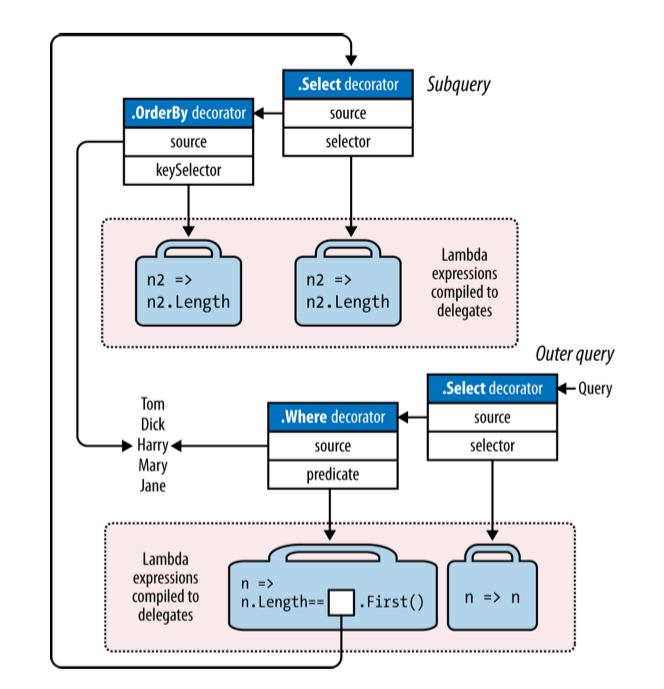 .Select decorator
source
selector
Subquery
.OrderBy decorator
source
keySelector
n2 =>
n2.Length
n2 =>
n2.Length
Lambda
expressions
compiled to
delegates
Outer query
.Select decorator
source
selector
Query
.Where decorator
source
predicate
Tom
Dick
Harry
Mary
Jane
Lambda
expressions
compiled to
delegates
n =>
n.Length== .First()
n => n